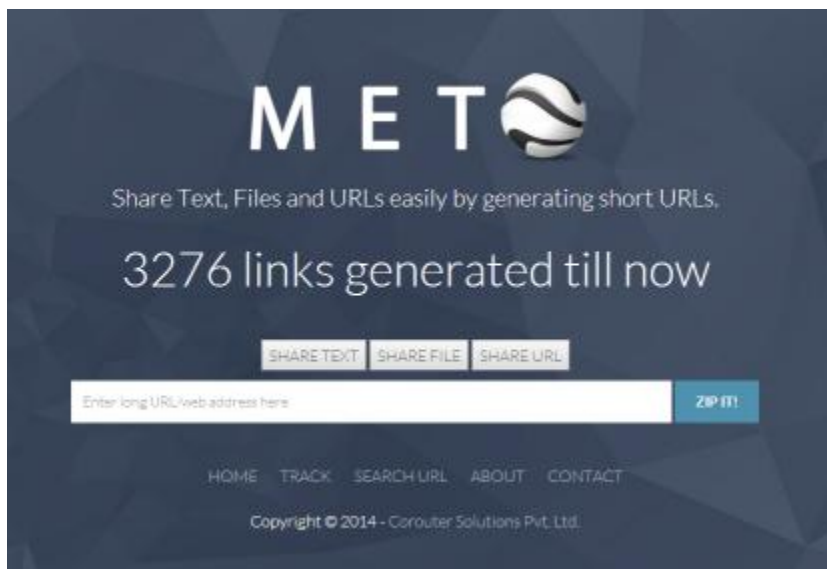 MET
Share Text, Files and URLs easily by generating short URLs.
3276 links generated till now
SHARE TEXT SHARE FILE SHARE URL
Enter long URL/web address here ZIP IT!
HOME TRACK SEARCH URL ABOUT CONTACT
Copyright © 2014 - Corouter Solutions Pvt. Ltd.